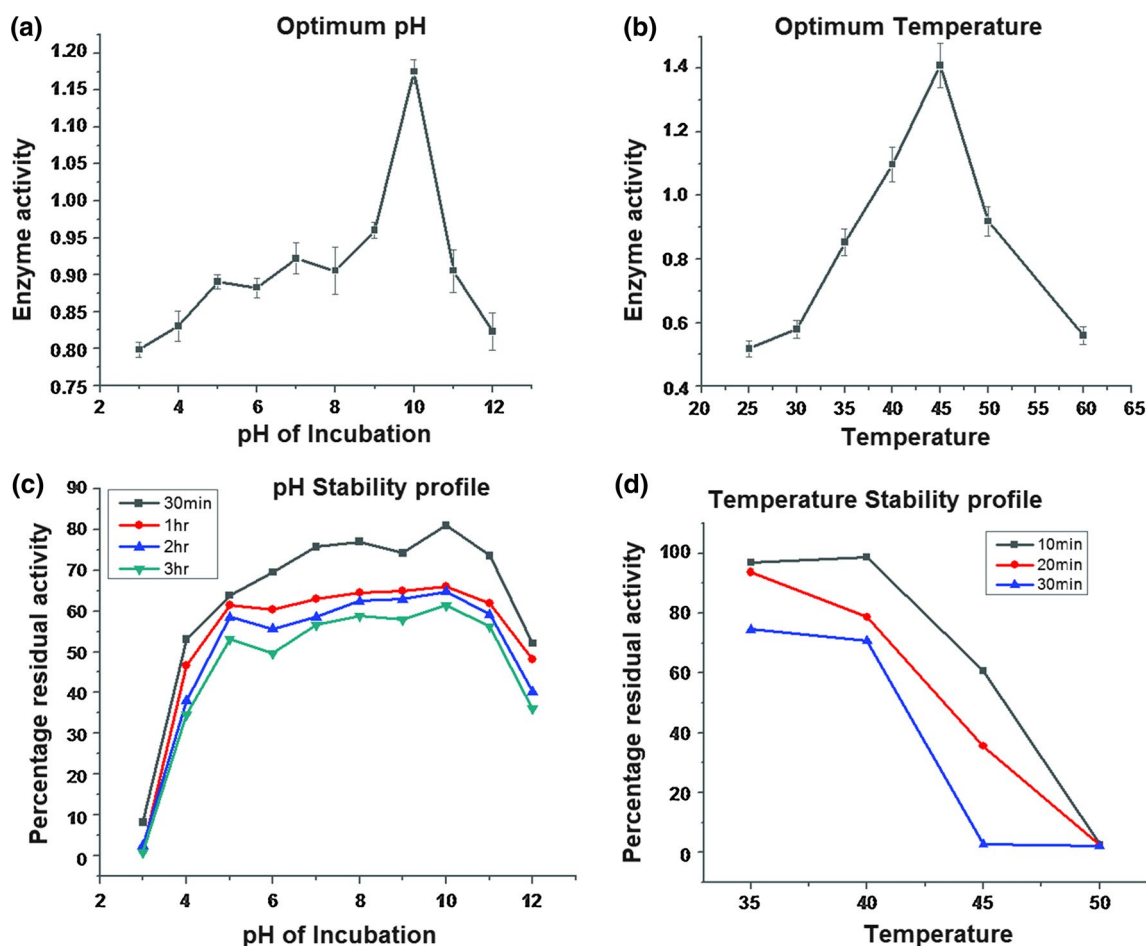 (a)
Optimum pH
1.20
1.15
1.10
1.05
1.00
0.95
0.90
0.85
0.80
0.75
Enzyme activity
2 4 6 8 10 12
pH of Incubation
(b)
Optimum Temperature
1.4
1.2
1.0
0.8
0.6
0.4
Enzyme activity
20 25 30 35 40 45 50 55 60 65
Temperature
(c)
pH Stability profile
30min
1hr
2hr
3hr
90
80
70
60
50
40
30
20
10
0
Percentage residual activity
2 4 6 8 10 12
pH of Incubation
(d)
Temperature Stability profile
10min
20min
30min
100
80
60
40
20
0
Percentage residual activity
35 40 45 50
Temperature